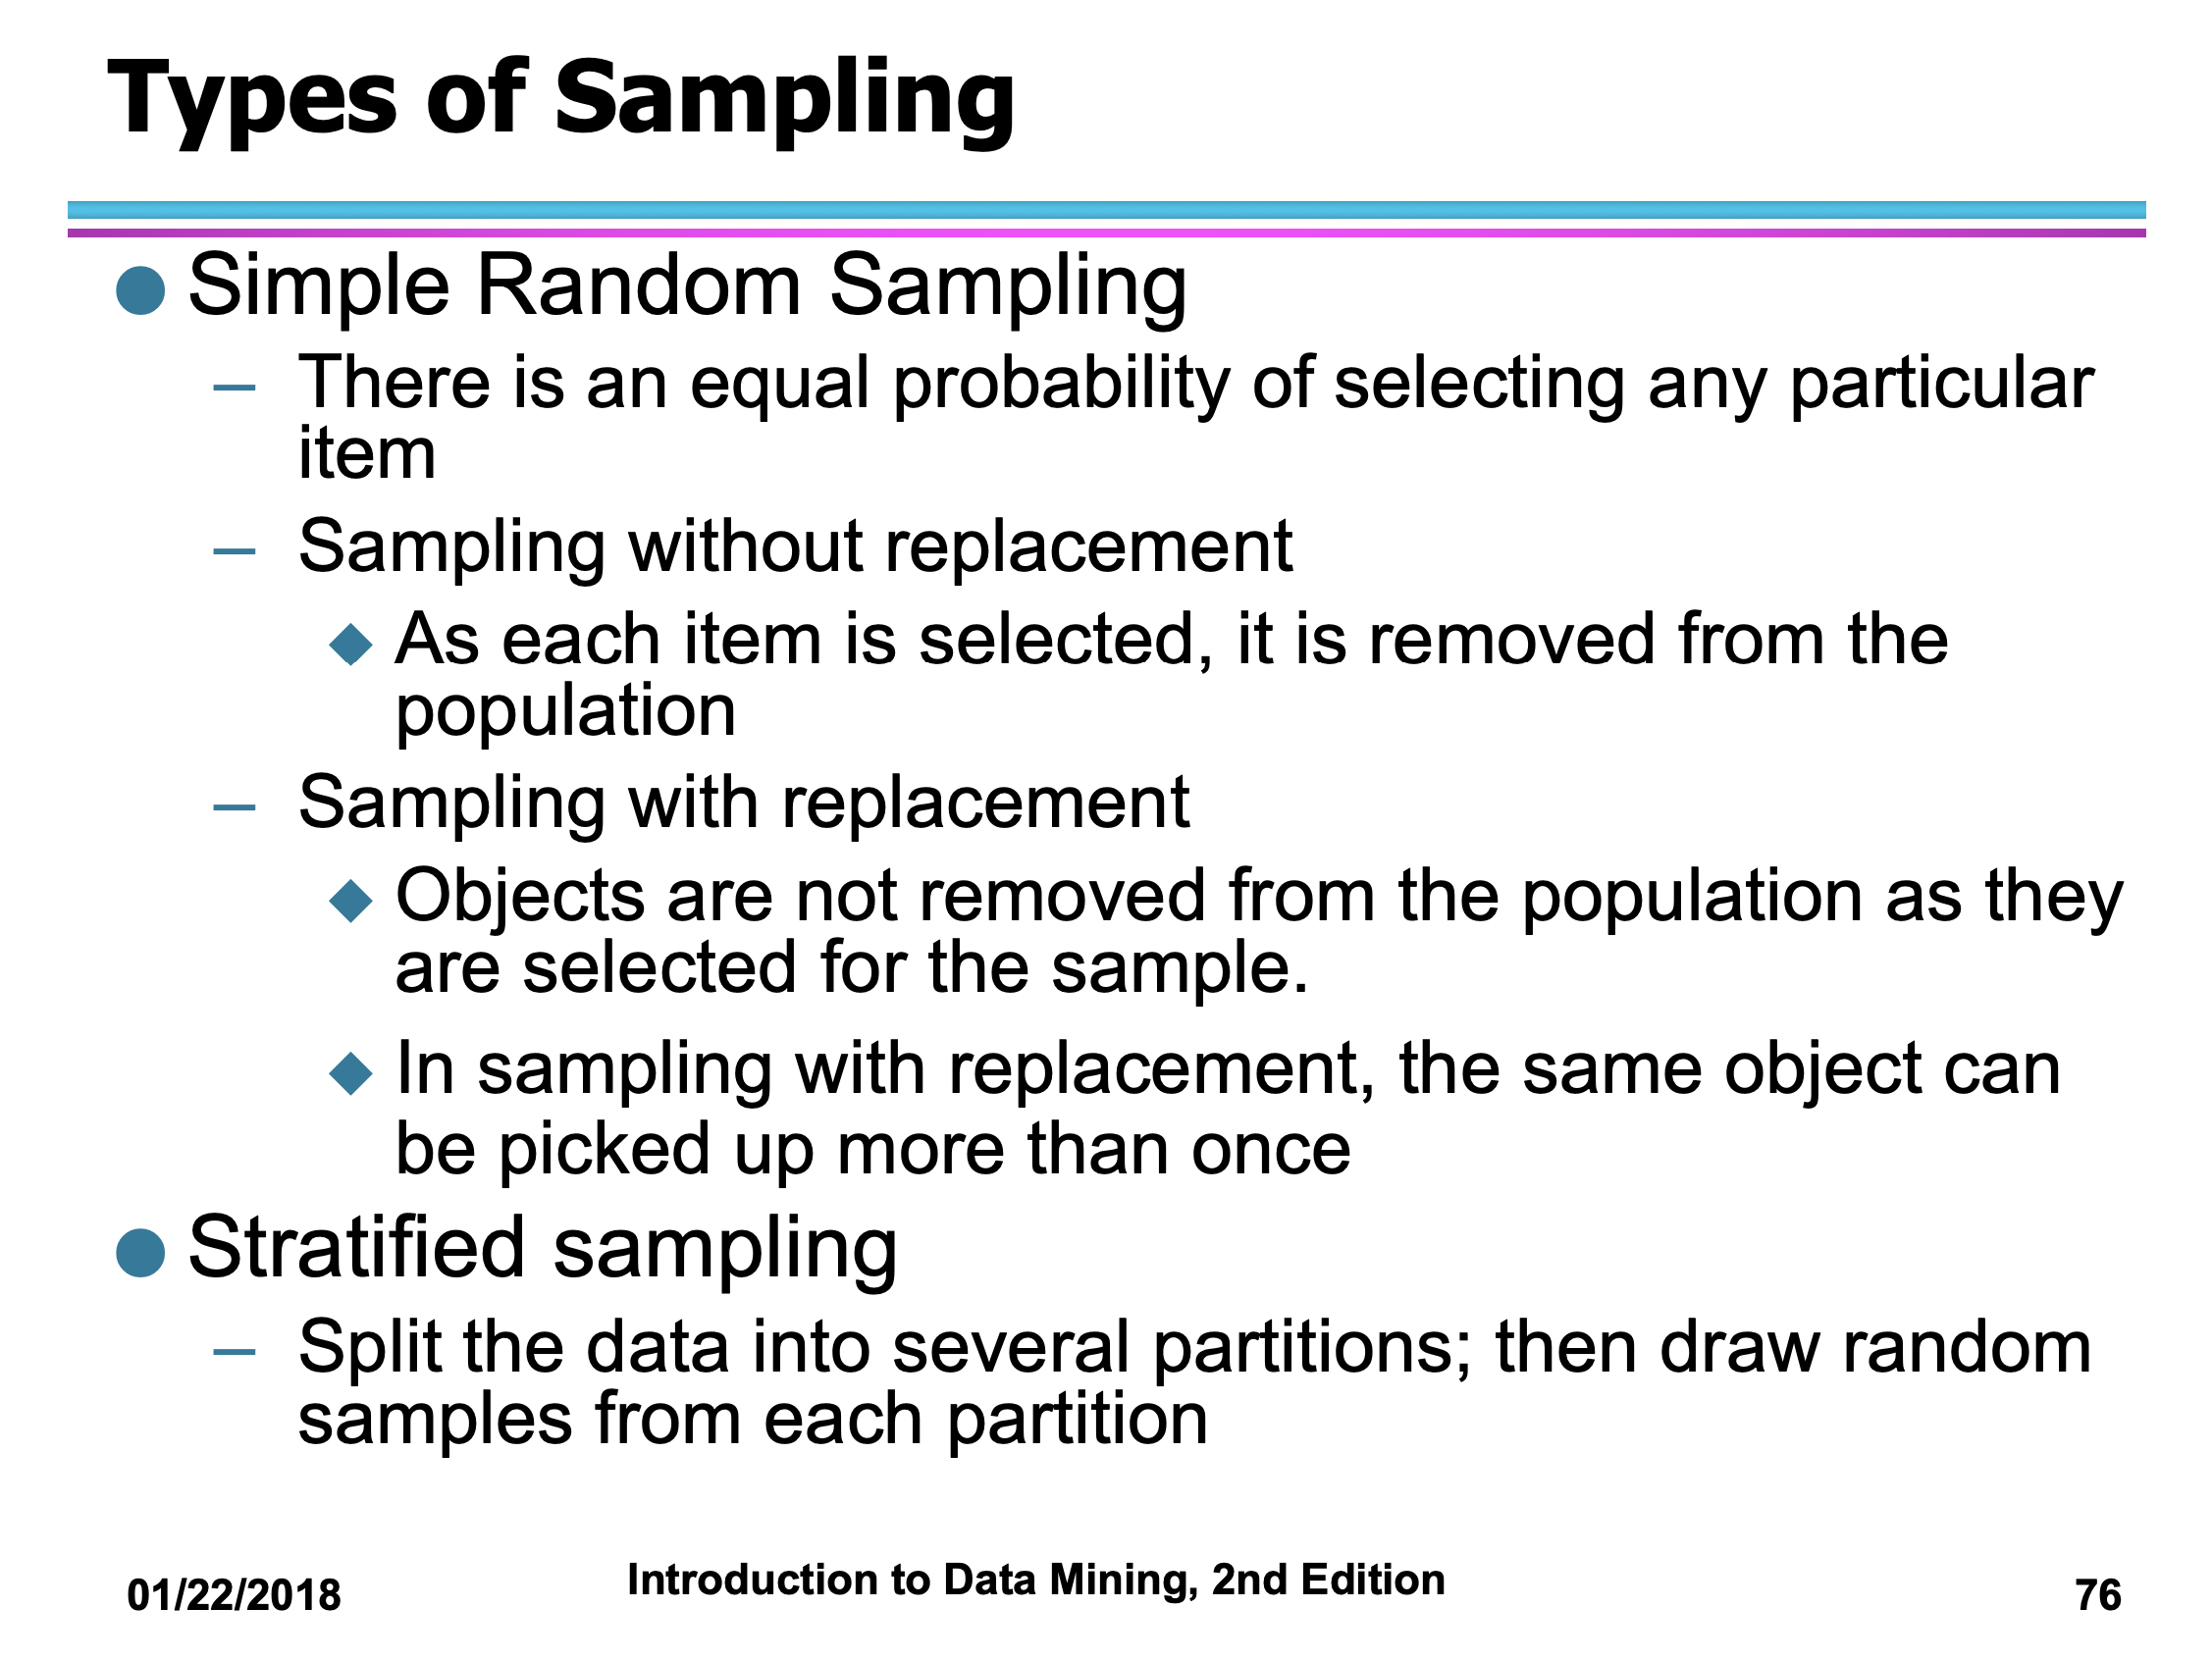 Types of Sampling
Simple Random Sampling
– There is an equal probability of selecting any particular
item
– Sampling without replacement
As each item is selected, it is removed from the
population
– Sampling with replacement
Objects are not removed from the population as they
are selected for the sample.
In sampling with replacement, the same object can
be picked up more than once
Stratified sampling
– Split the data into several partitions; then draw random
samples from each partition
01/22/2018
Introduction to Data Mining, 2nd Edition
76